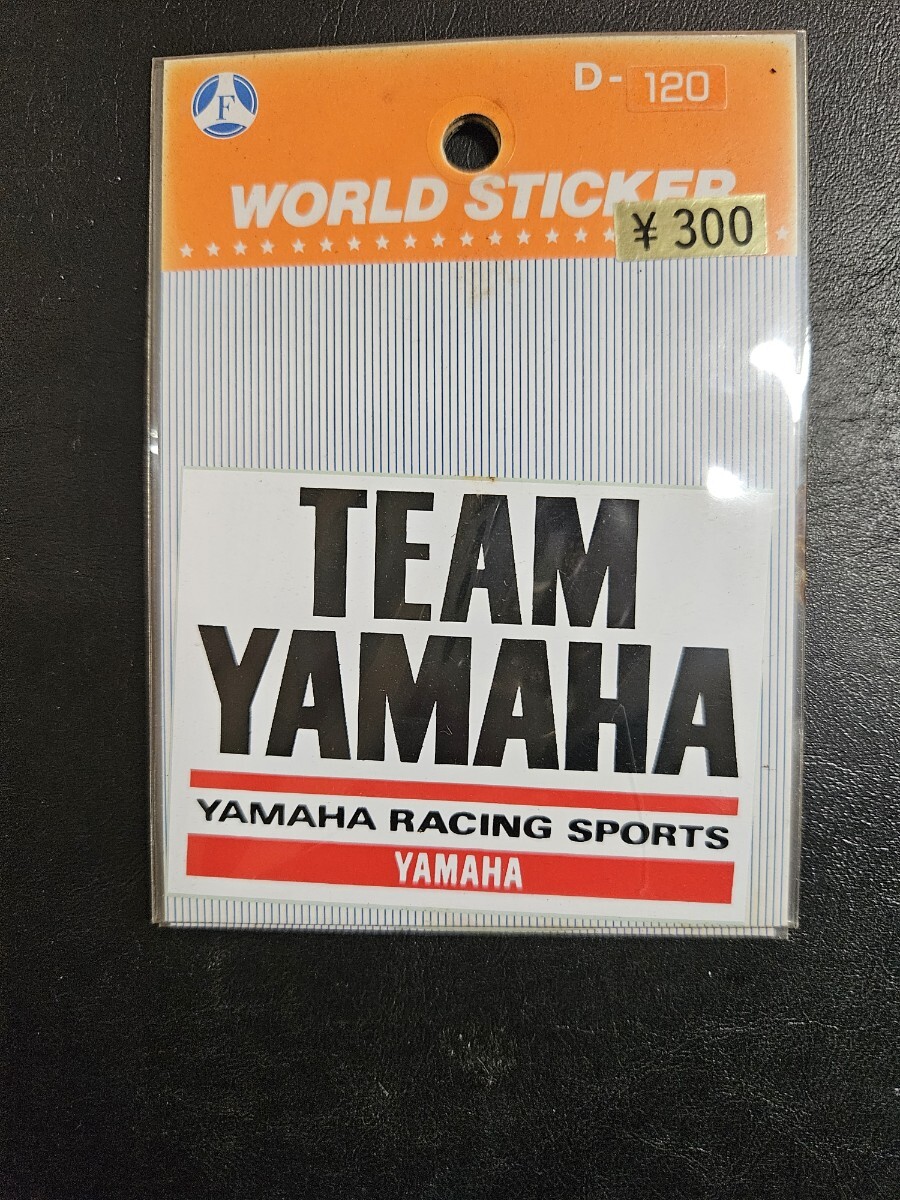 F
D-120
WORLD STICKER
¥300
TEAM
YAMAHA
YAMAHA RACING SPORTS
YAMAHA